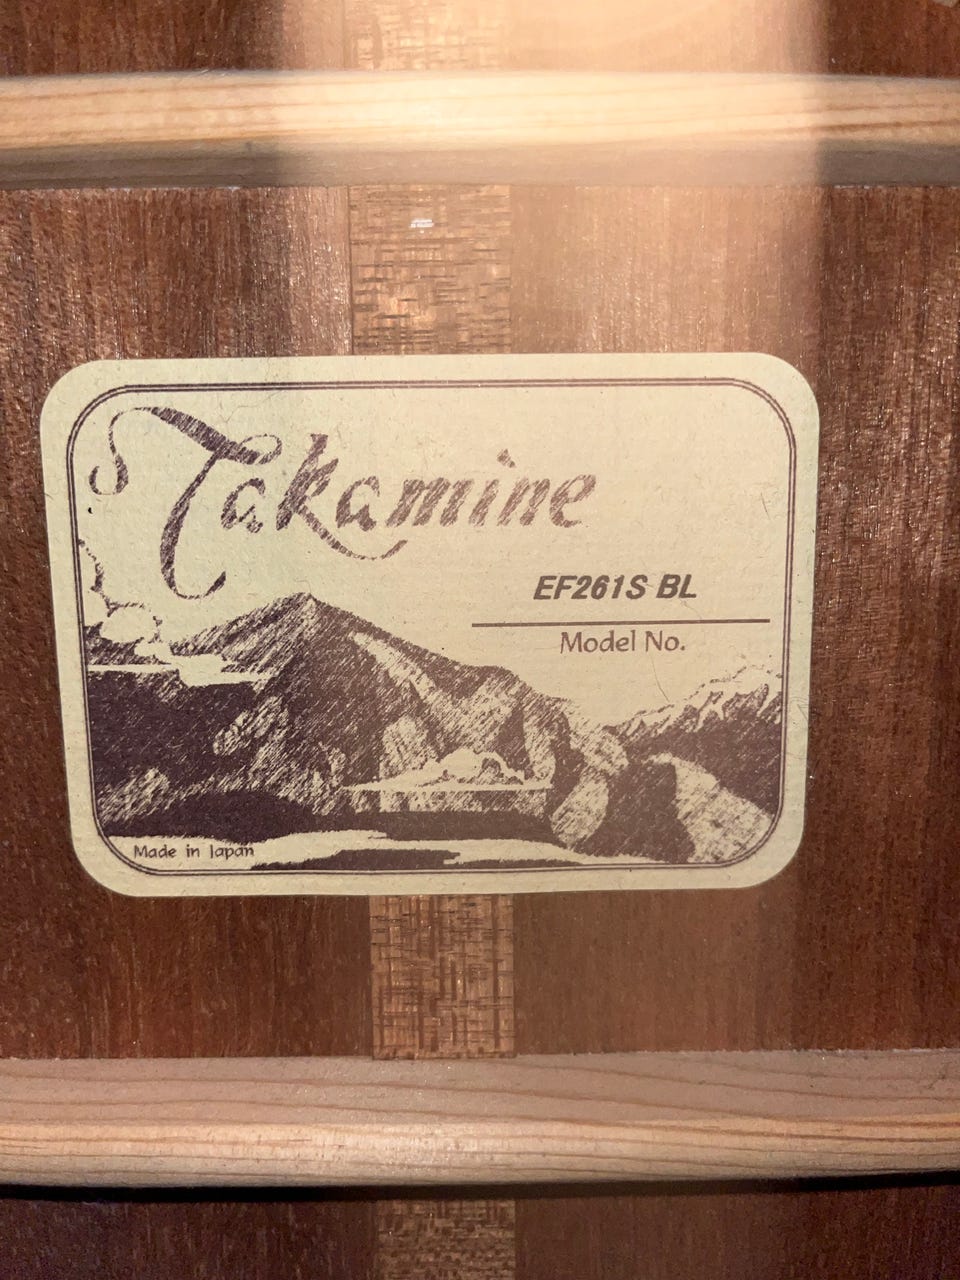 Takamine
EF261S BL
Model No.
Made in Japan